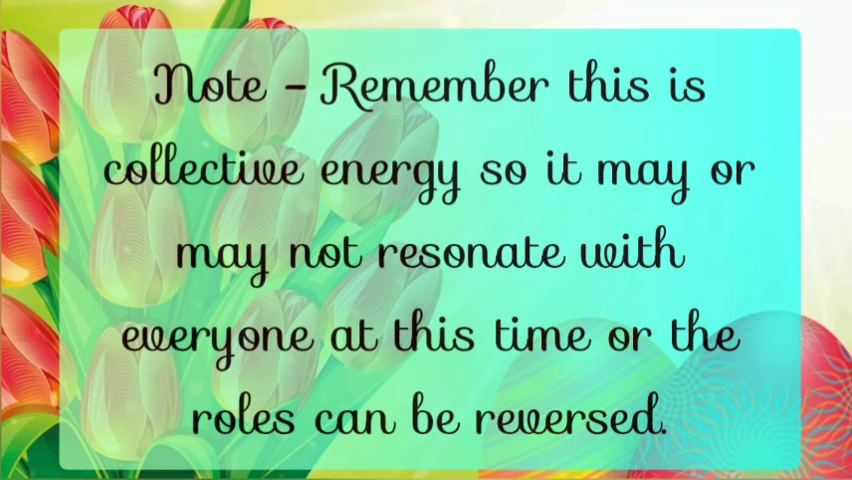 Note - Remember this is
collective energy so it may or
may not resonate with
everyone at this time or the
roles can be reversed.